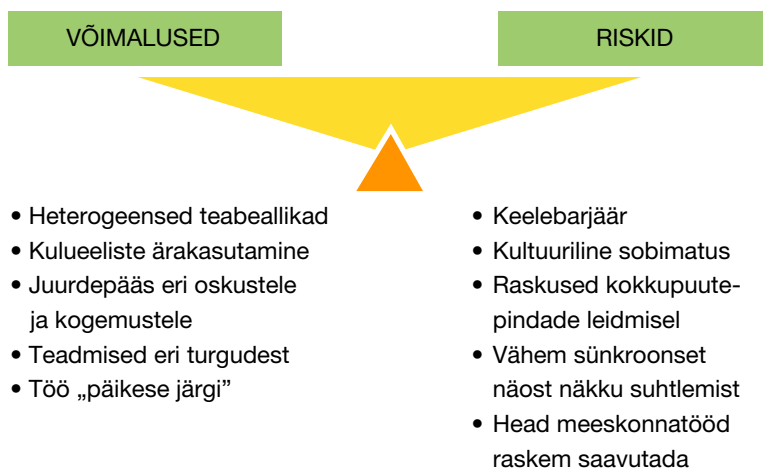 VÕIMALUSED
RISKID
• Heterogeensed teabeallikad
• Kulueeliste ärakasutamine
• Juurdepääs eri oskustele
ja kogemustele
• Teadmised eri turgudest
• Töö „päikese järgi”
• Keelebarjäär
• Kultuuriline sobimatus
• Raskused kokkupuute-
pindade leidmisel
• Vähem sünkroonset
näost näkku suhtlemist
• Head meeskonnatööd
raskem saavutada